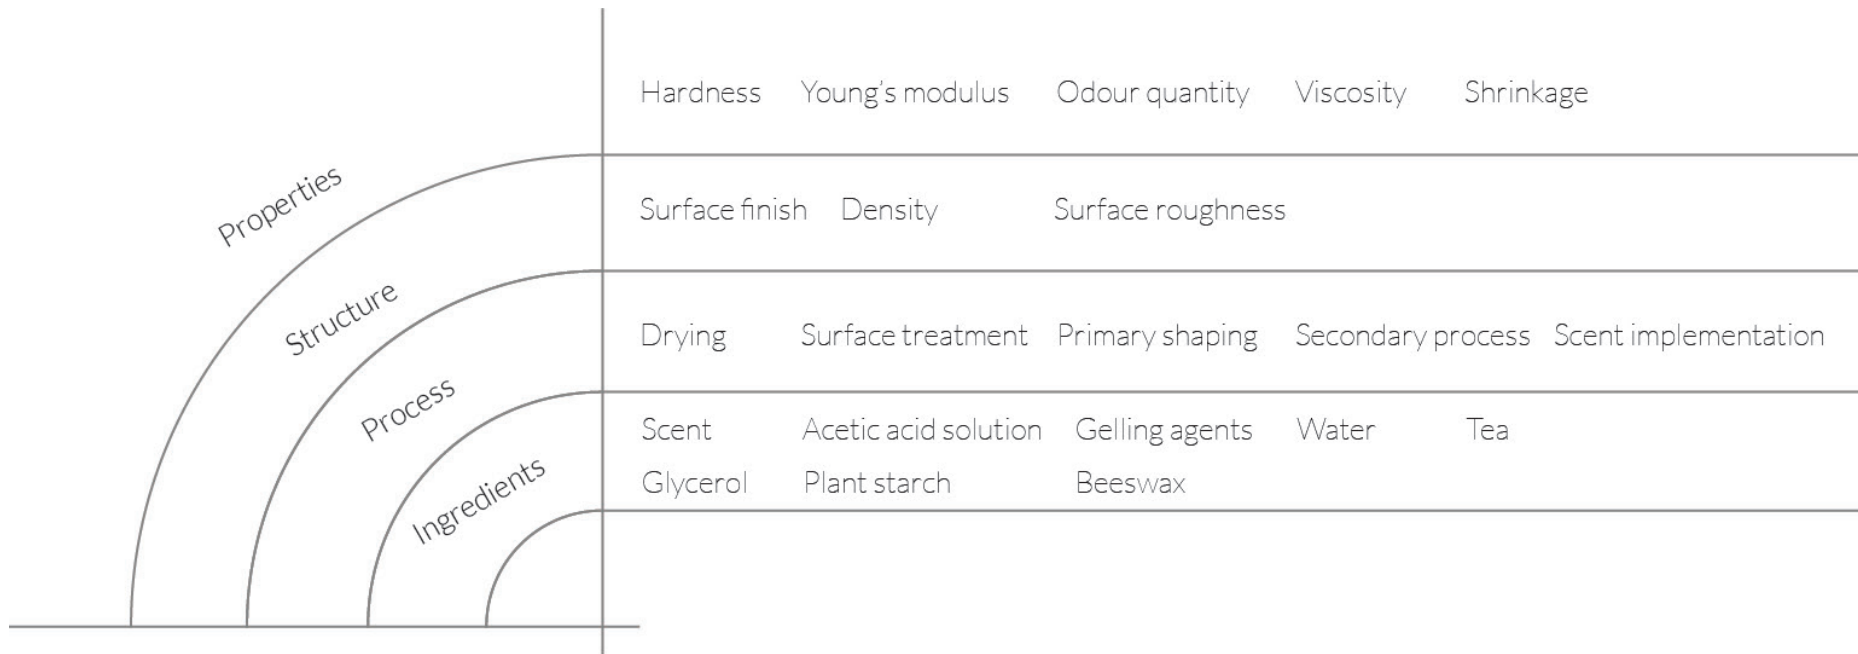 Hardness Young's modulus Odour quantity Viscosity Shrinkage
Properties
Surface finish Density Surface roughness
Structure
Drying Surface treatment Primary shaping Secondary process Scent implementation
Process
Scent Acetic acid solution Gelling agents Water Tea
Glycerol Plant starch Beeswax
Ingredients